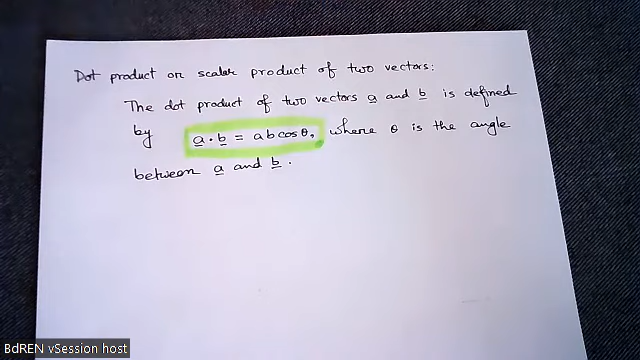 Dot product or scalar product of two vectors:
The dot product of two vectors a and b is defined
by a · b = ab cos θ, where θ is the angle
between a and b.
BdREN vSession host